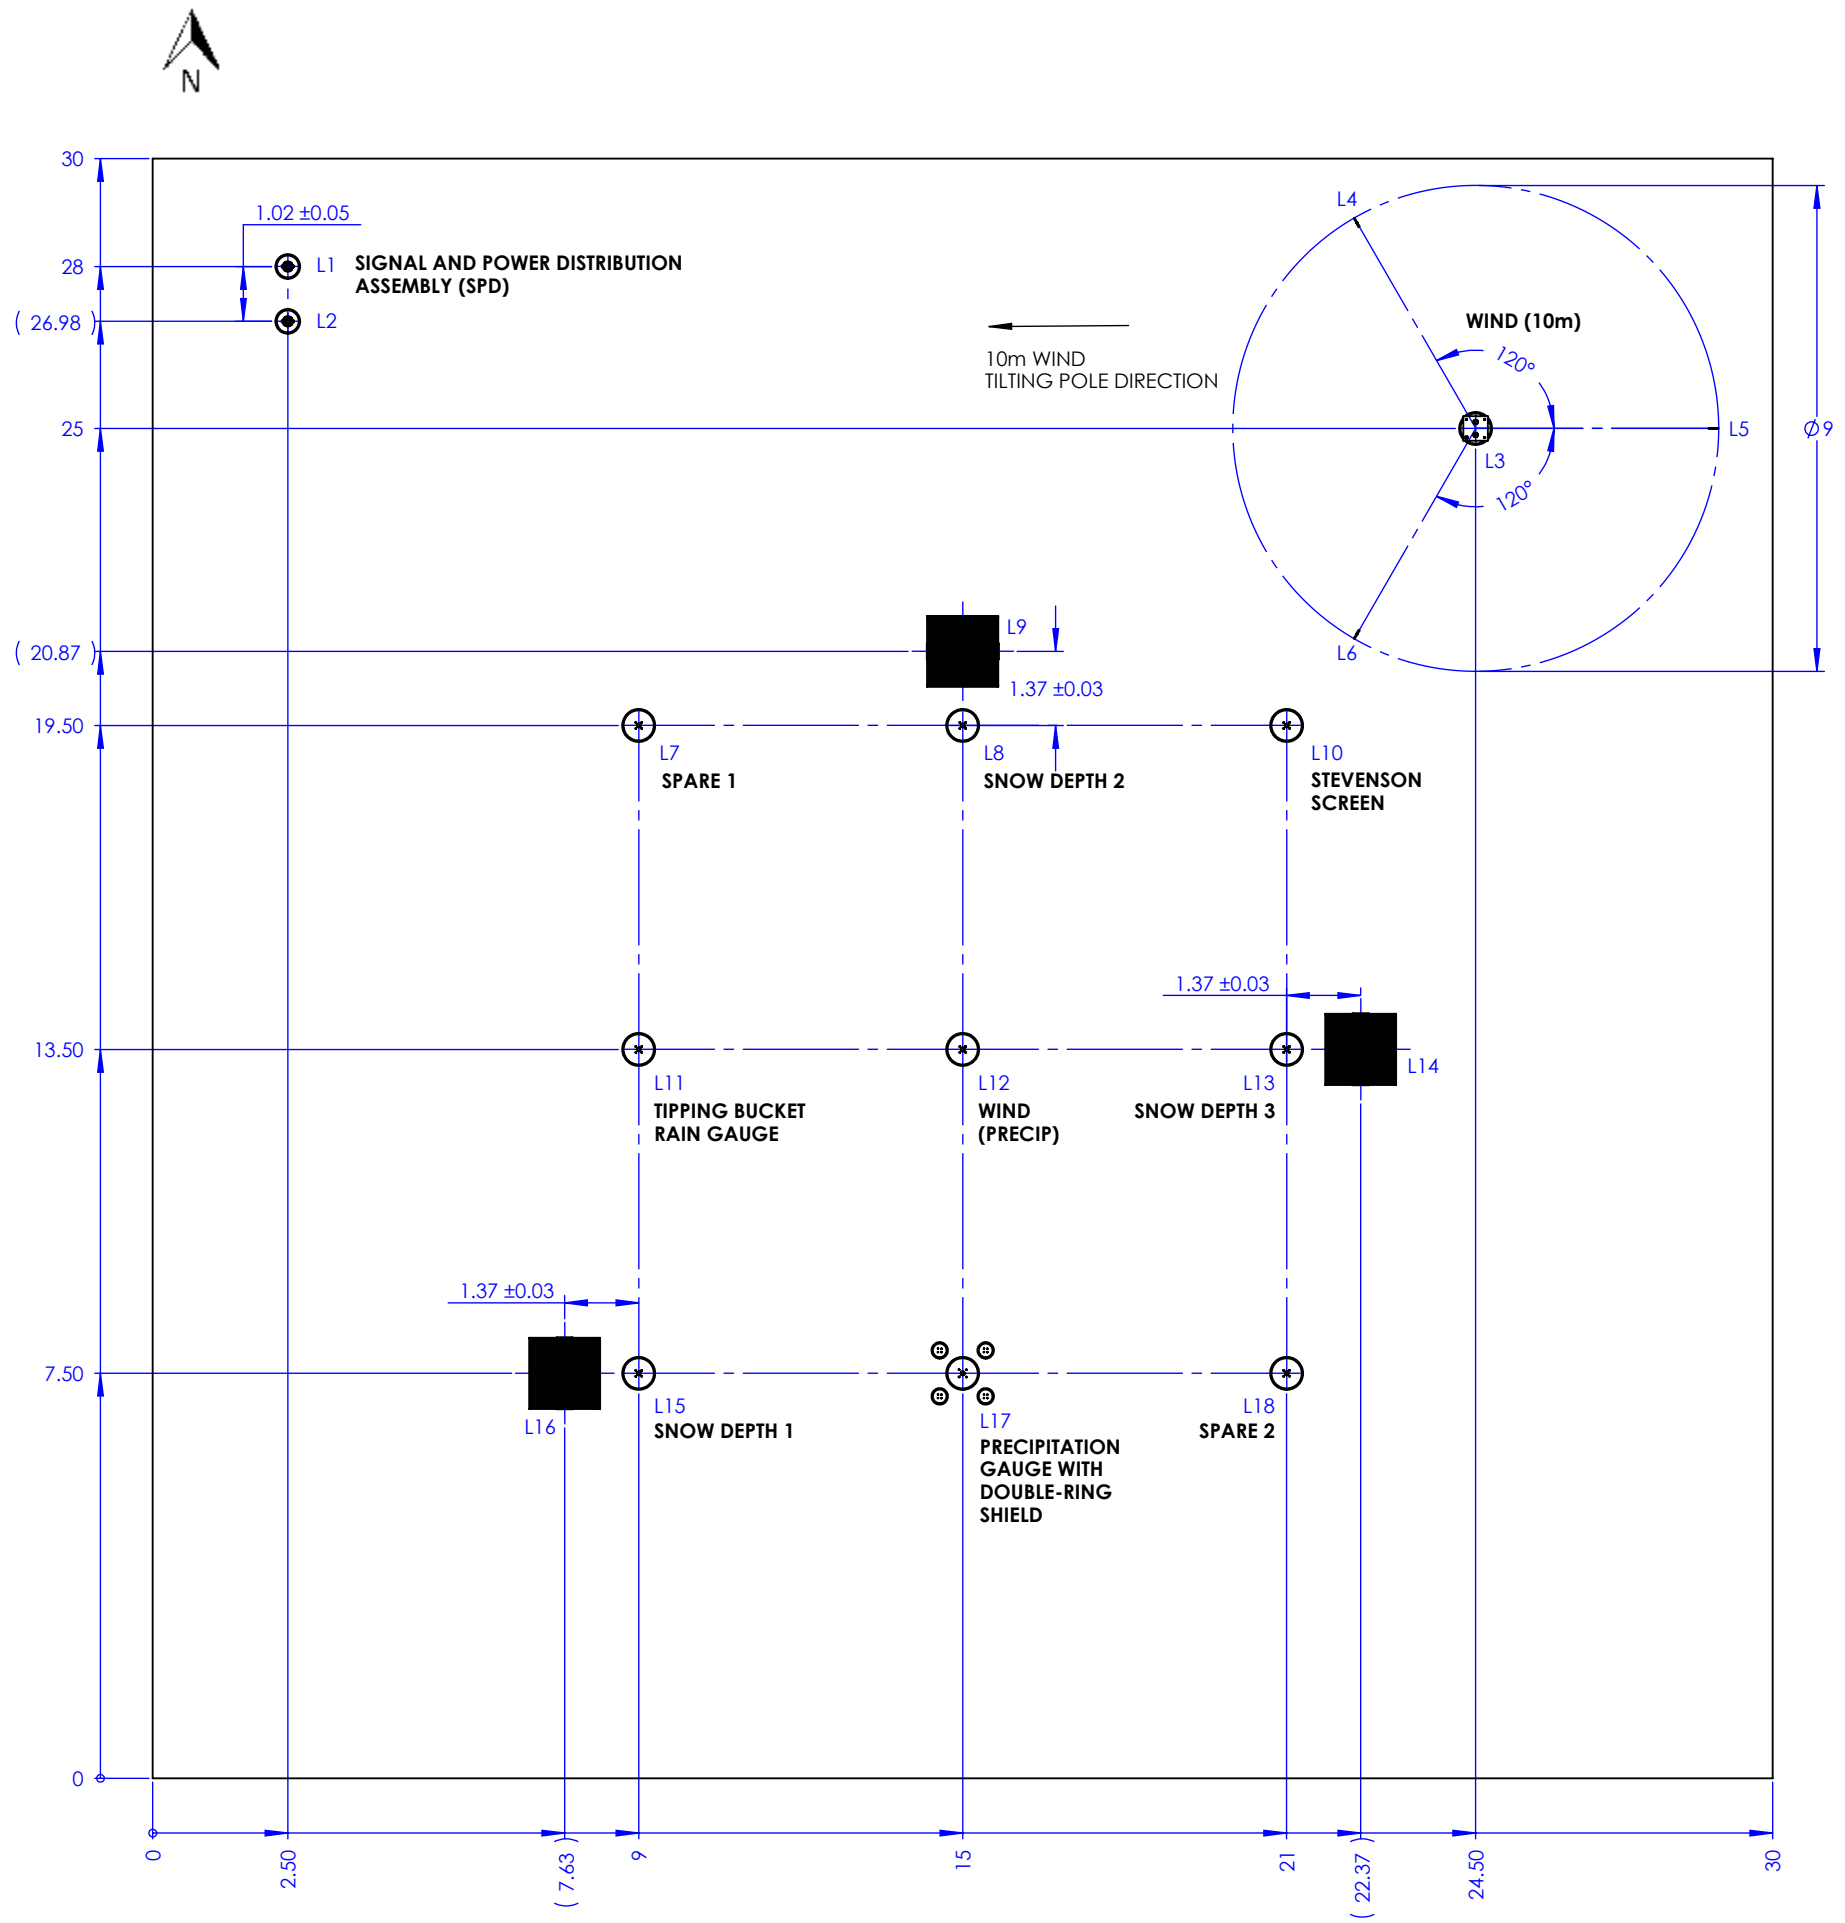 N
30
1.02 ±0.05
L4
28
L1
SIGNAL AND POWER DISTRIBUTION
ASSEMBLY (SPD)
( 26.98 )
L2
WIND (10m)
10m WIND
TILTING POLE DIRECTION
120°
25
L5
Ø9
L3
120°
L9
( 20.87 )
L6
1.37 ±0.03
19.50
L7
SPARE 1
L8
SNOW DEPTH 2
L10
STEVENSON
SCREEN
1.37 ±0.03
13.50
L14
L11
TIPPING BUCKET
RAIN GAUGE
L12
WIND
(PRECIP)
L13
SNOW DEPTH 3
1.37 ±0.03
7.50
L16
L15
SNOW DEPTH 1
L17
PRECIPITATION
GAUGE WITH
DOUBLE-RING
SHIELD
L18
SPARE 2
0
0
2.50
( 7.63 )
9
15
21
( 22.37 )
24.50
30